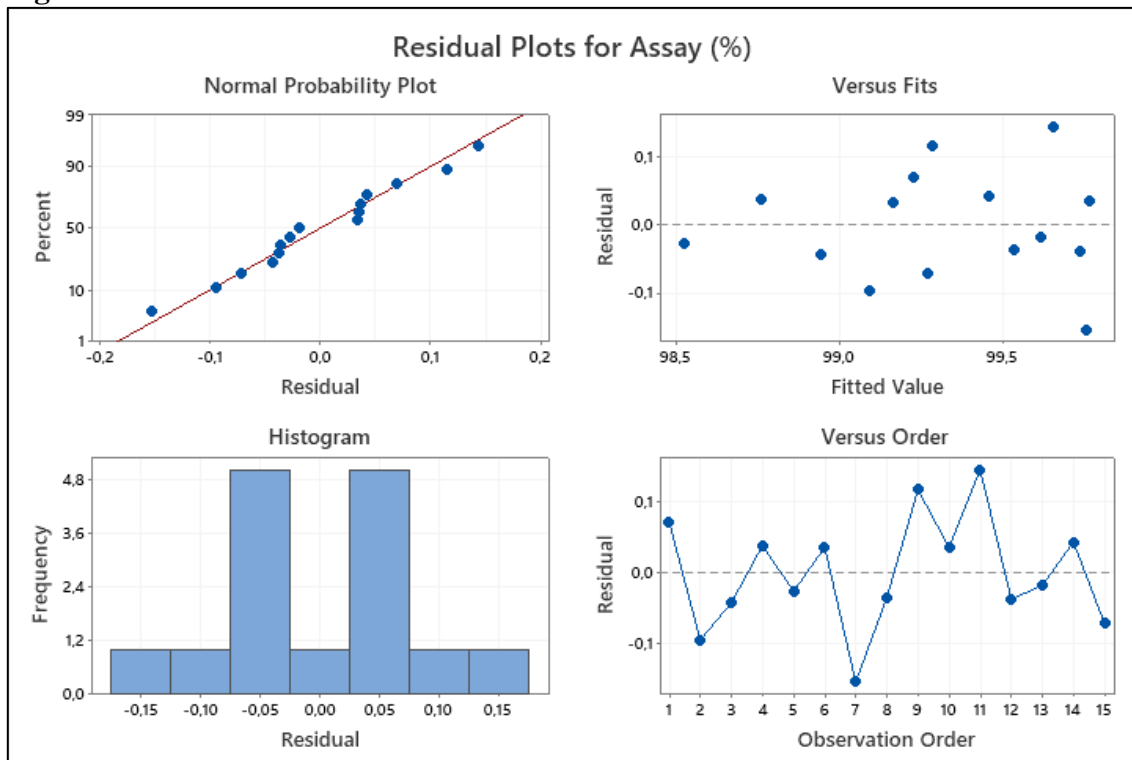 Residual Plots for Assay (%)
Normal Probability Plot
99
90
50
10
1
Percent
-0,2 -0,1 0,0 0,1 0,2
Residual
Versus Fits
0,1
0,0
-0,1
Residual
98,5 99,0 99,5
Fitted Value
Histogram
4,8
3,6
2,4
1,2
0,0
Frequency
-0,15 -0,10 -0,05 0,00 0,05 0,10 0,15
Residual
Versus Order
0,1
0,0
-0,1
Residual
1 2 3 4 5 6 7 8 9 10 11 12 13 14 15
Observation Order